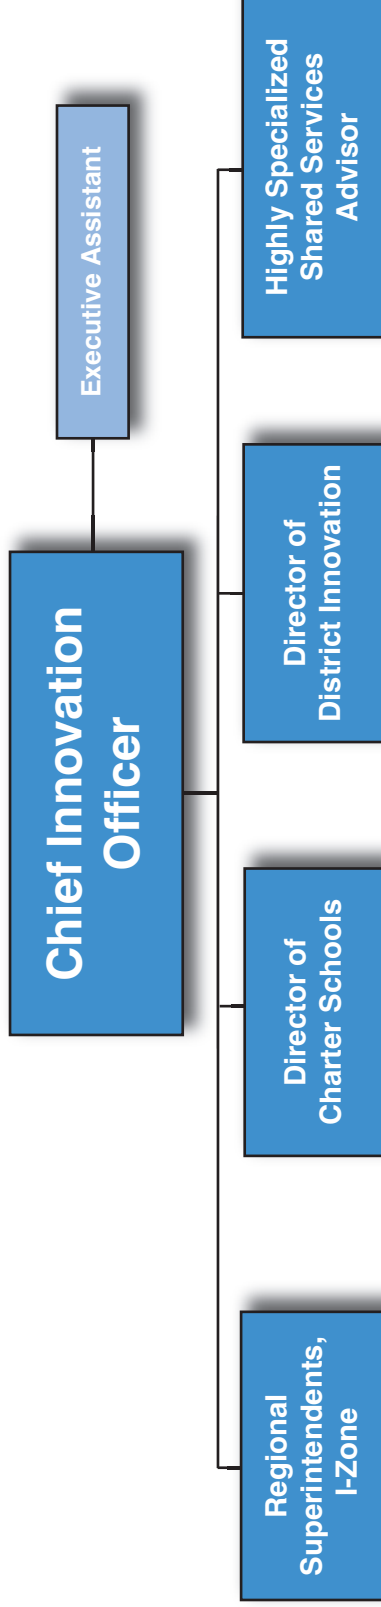 Chief Innovation
Officer
Executive Assistant
Regional
Superintendents,
I-Zone
Director of
Charter Schools
Director of
District Innovation
Highly Specialized
Shared Services
Advisor